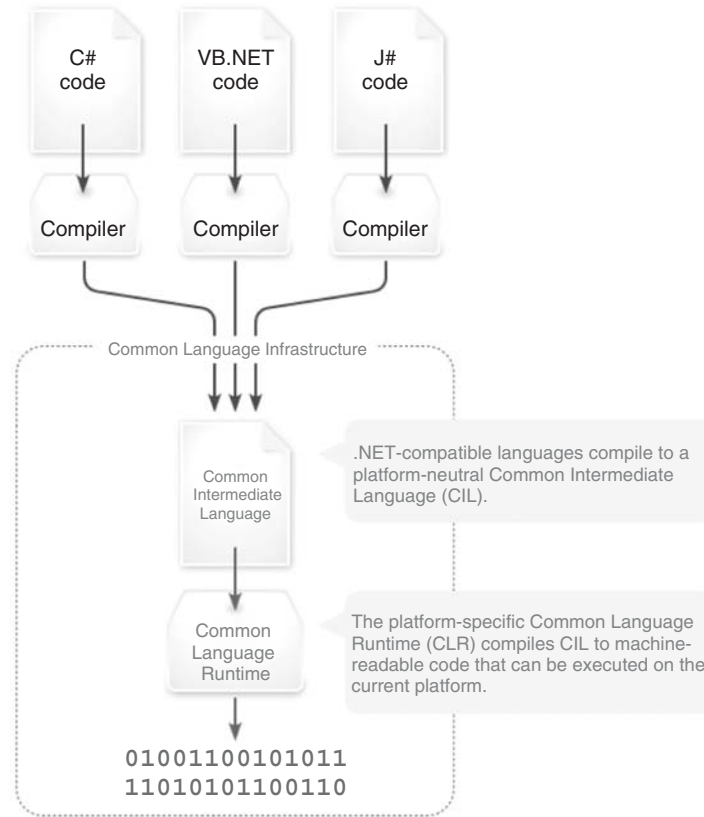 C#
code
VB.NET
code
J#
code
Compiler
Compiler
Compiler
Common Language Infrastructure
Common
Intermediate
Language
.NET-compatible languages compile to a
platform-neutral Common Intermediate
Language (CIL).
Common
Language
Runtime
The platform-specific Common Language
Runtime (CLR) compiles CIL to machine-
readable code that can be executed on the
current platform.
01001100101011
11010101100110